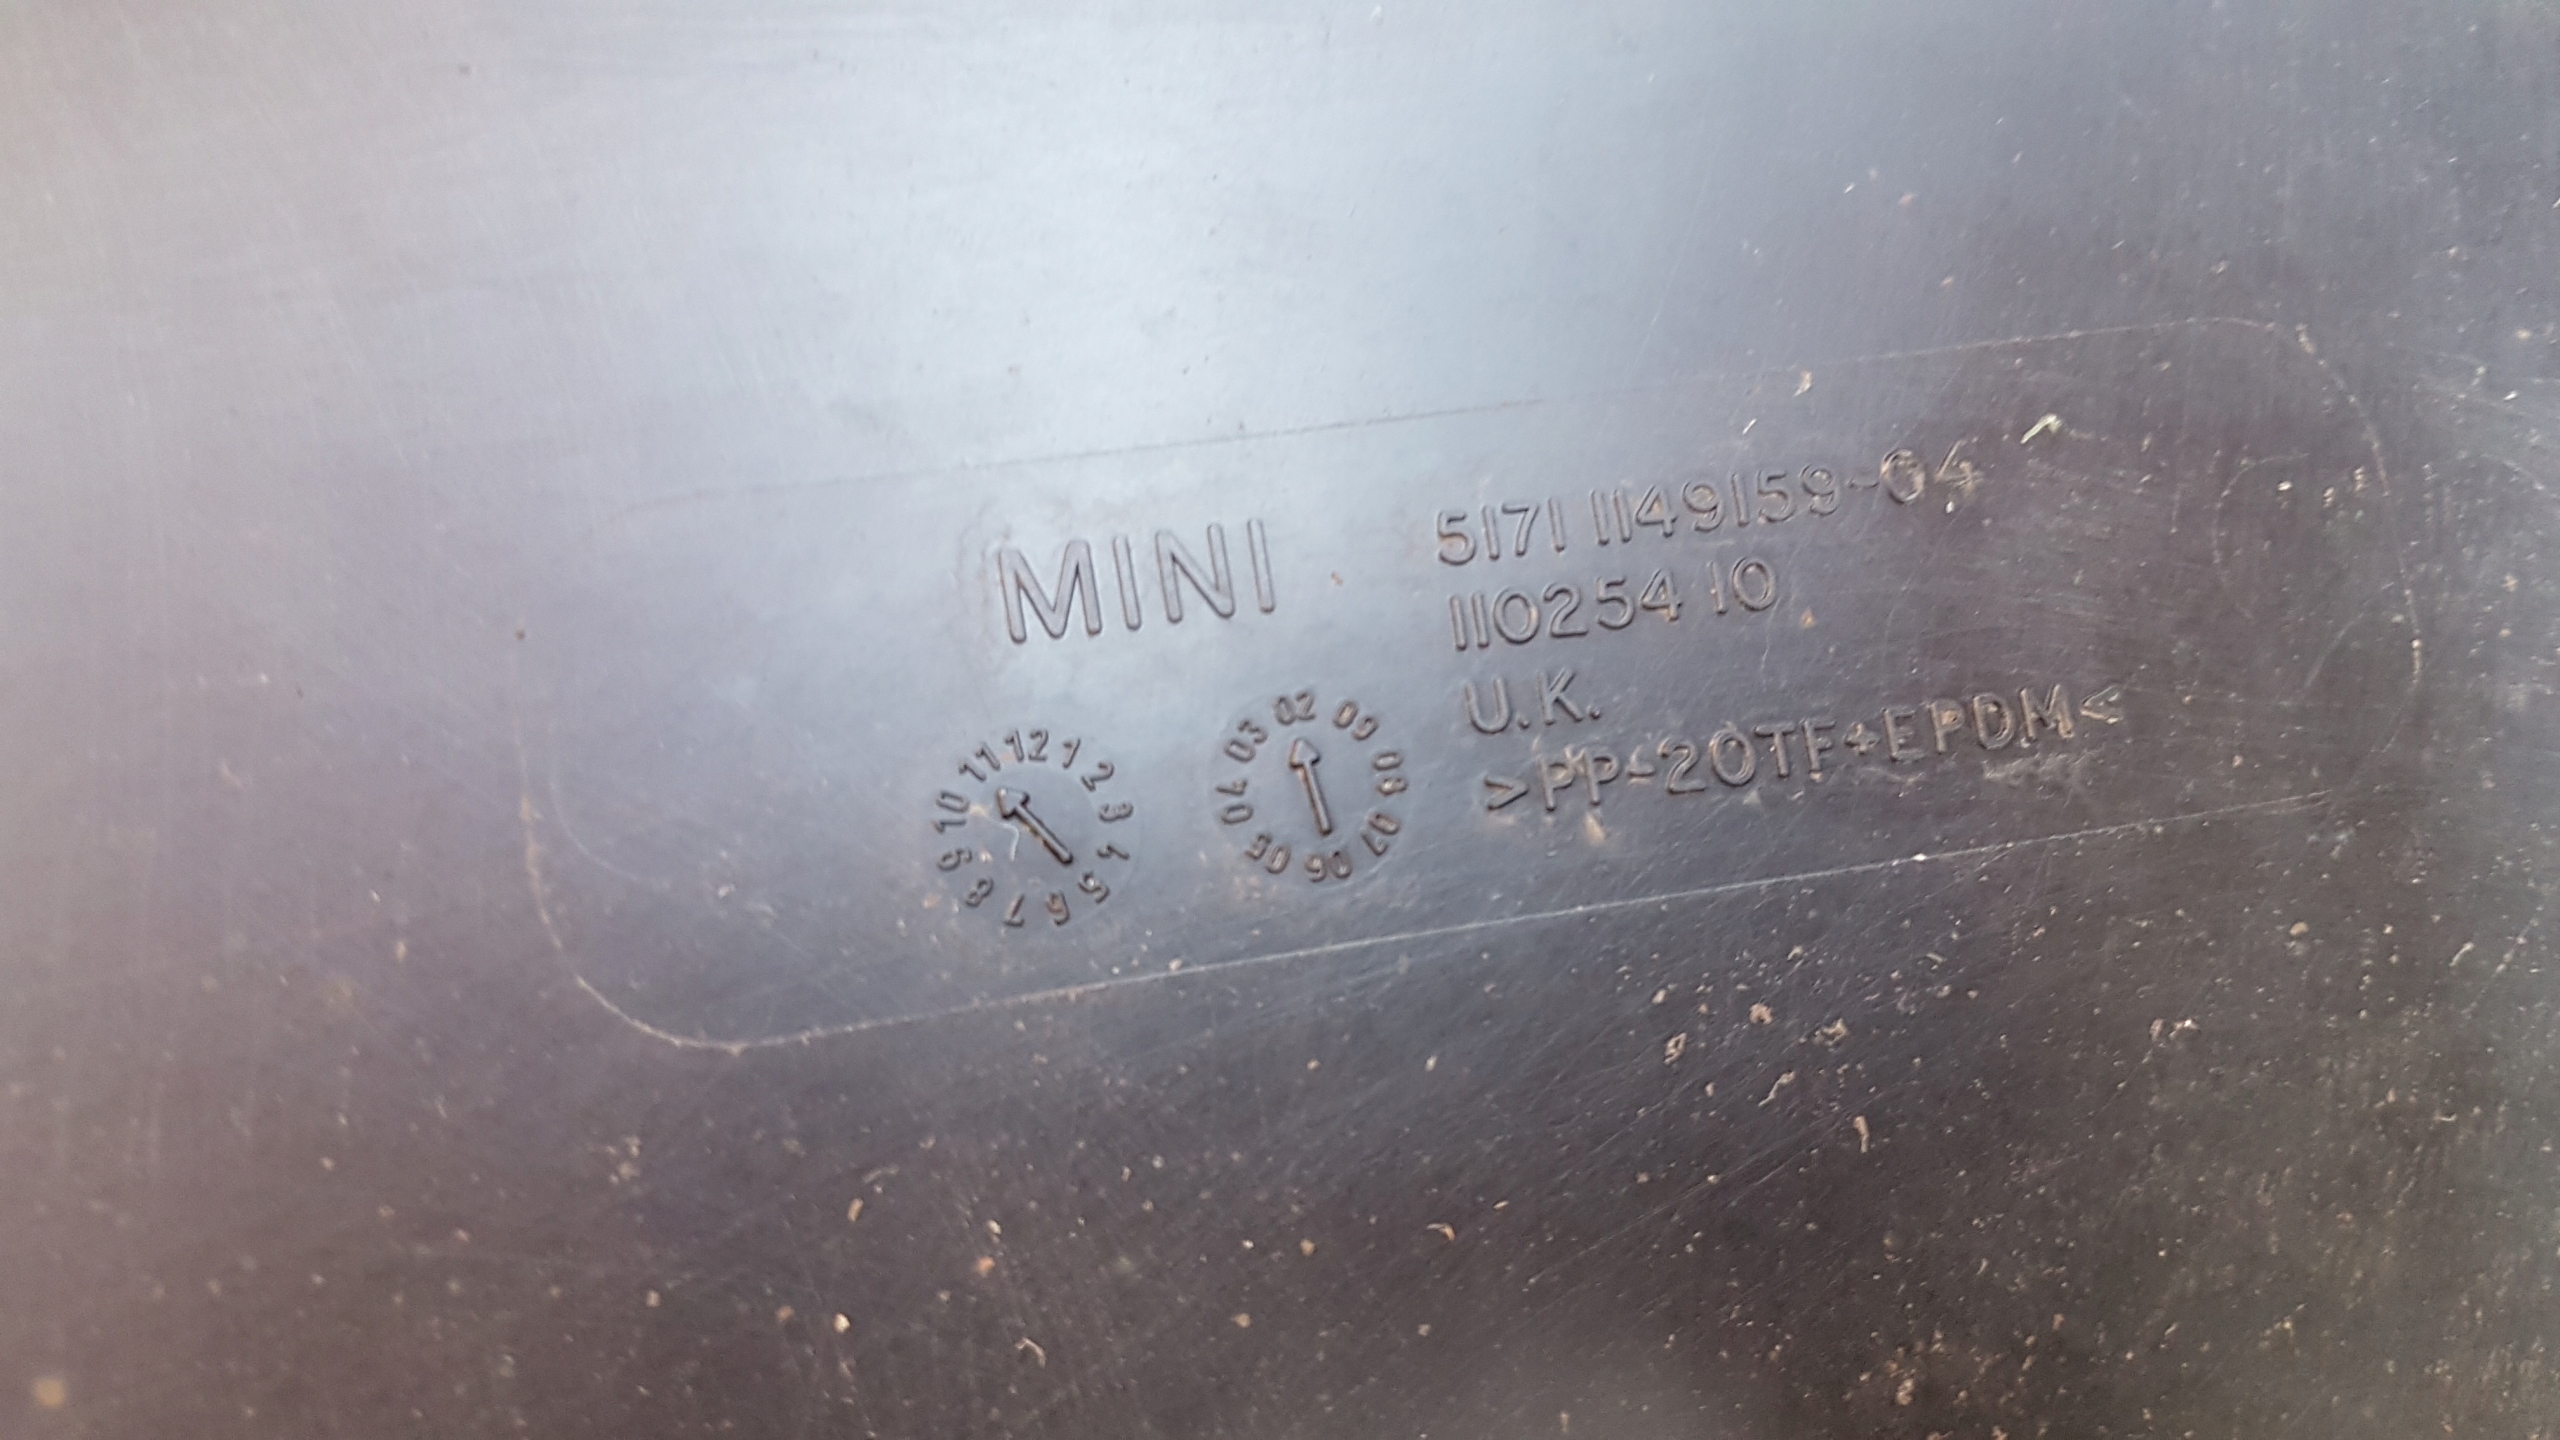 MINI
5171 1149159-04
110254 10
U.K.
>PP-20TF+EPDM<
12 1 2 3 4 5 6 7 8 9 10 11
02 09 08 07 06 05 04 03